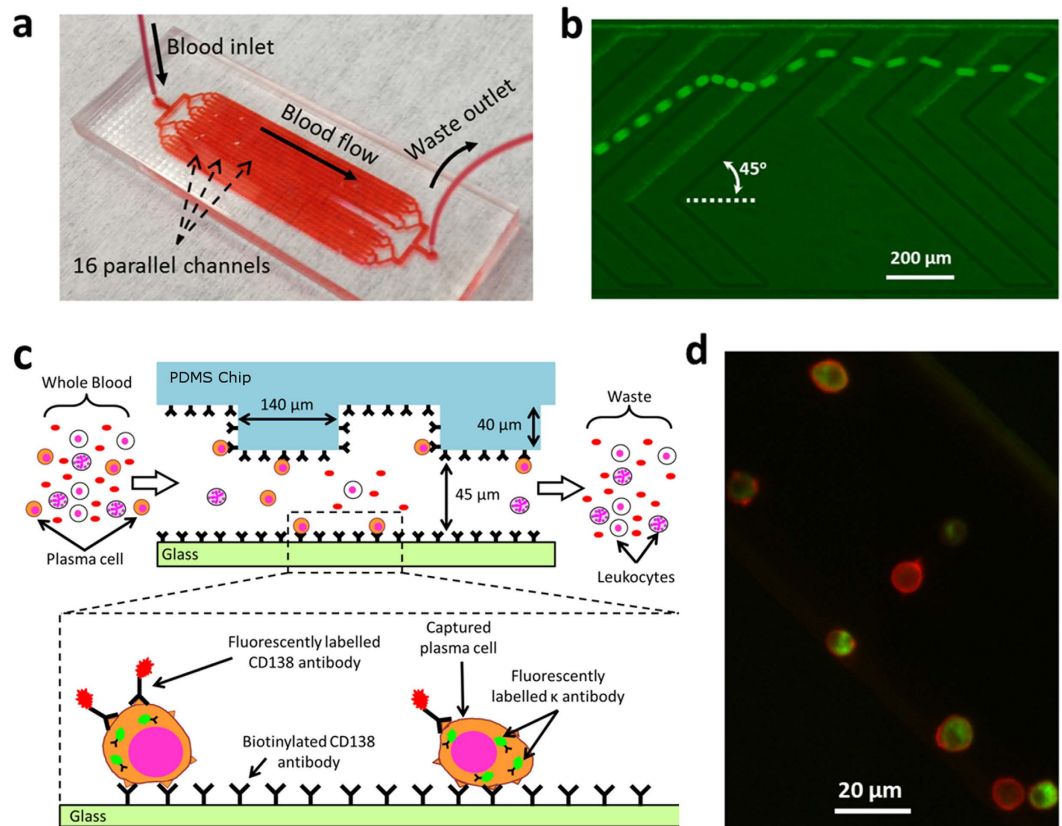 a
Blood inlet
Blood flow
Waste outlet
16 parallel channels
b
45°
200 µm
c
Whole Blood
Plasma cell
PDMS Chip
140 µm
40 µm
45 µm
Glass
Waste
Leukocytes
Fluorescently labelled
CD138 antibody
Biotinylated CD138
antibody
Captured
plasma cell
Fluorescently
labelled κ antibody
Glass
d
20 µm